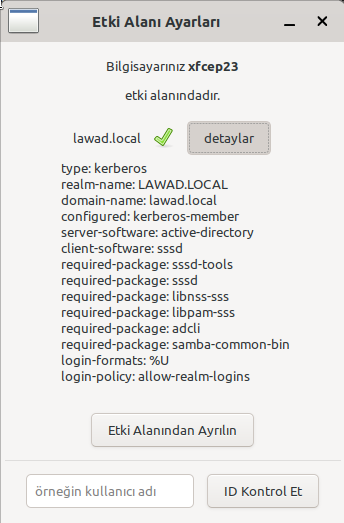 Etki Alanı Ayarları
Bilgisayarınız xfcep23
etki alanındadır.
lawad.local detaylar
type: kerberos
realm-name: LAWAD.LOCAL
domain-name: lawad.local
configured: kerberos-member
server-software: active-directory
client-software: sssd
required-package: sssd-tools
required-package: sssd
required-package: libnss-sss
required-package: libpam-sss
required-package: adcli
required-package: samba-common-bin
login-formats: %U
login-policy: allow-realm-logins
Etki Alanından Ayrılın
örneğin kullanıcı adı ID Kontrol Et